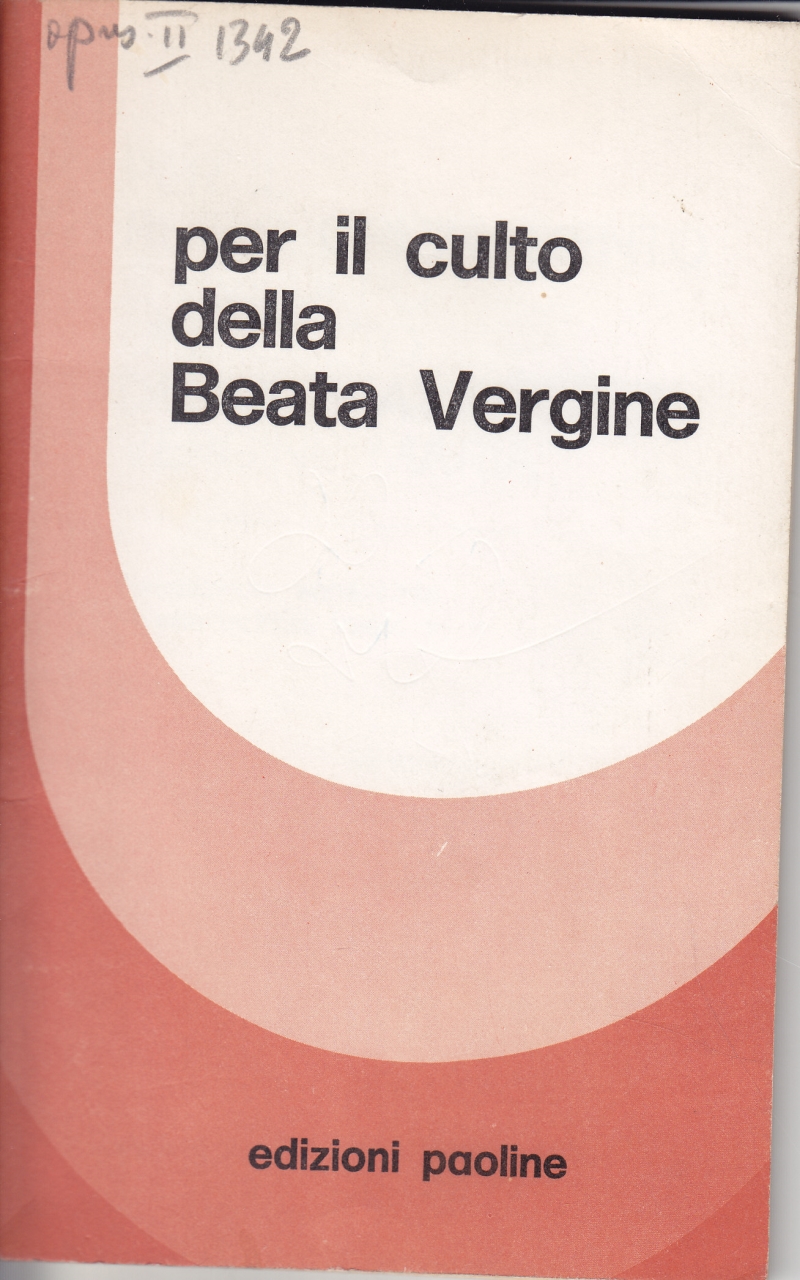 opus. II 1342
per il culto
della
Beata Vergine
edizioni paoline